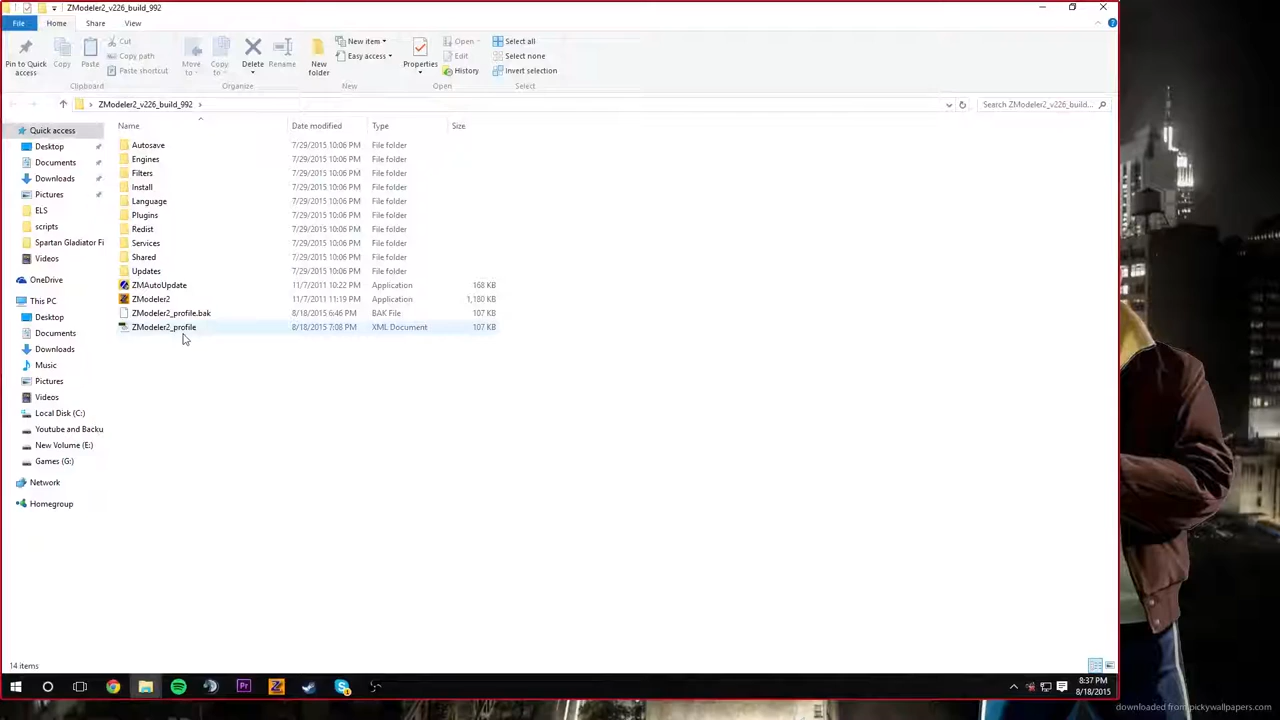 ZModeler2_v226_build_992
File Home Share View
Pin to Quick access
Copy
Paste
Cut
Copy path
Paste shortcut
Clipboard
Move to
Copy to
Delete
Rename
Organize
New folder
New item
Easy access
New
Properties
Open
Edit
History
Open
Select all
Select none
Invert selection
Select
ZModeler2_v226_build_992
Search ZModeler2_v226_build...
Name Date modified Type Size
Quick access
Desktop
Documents
Downloads
Pictures
ELS
scripts
Spartan Gladiator Fi
Videos
OneDrive
This PC
Desktop
Documents
Downloads
Music
Pictures
Videos
Local Disk (C:)
Youtube and Backu
New Volume (E:)
Games (G:)
Network
Homegroup
Autosave 7/29/2015 10:06 PM File folder
Engines 7/29/2015 10:06 PM File folder
Filters 7/29/2015 10:06 PM File folder
Install 7/29/2015 10:06 PM File folder
Language 7/29/2015 10:06 PM File folder
Plugins 7/29/2015 10:06 PM File folder
Redist 7/29/2015 10:06 PM File folder
Services 7/29/2015 10:06 PM File folder
Shared 7/29/2015 10:06 PM File folder
Updates 7/29/2015 10:06 PM File folder
ZMAutoUpdate 11/7/2011 10:22 PM Application 168 KB
ZModeler2 11/7/2011 11:19 PM Application 1,180 KB
ZModeler2_profile.bak 8/18/2015 6:46 PM BAK File 107 KB
ZModeler2_profile 8/18/2015 7:08 PM XML Document 107 KB
14 items
Pr
8:37 PM
8/18/2015
downloaded from pickywallpapers.com